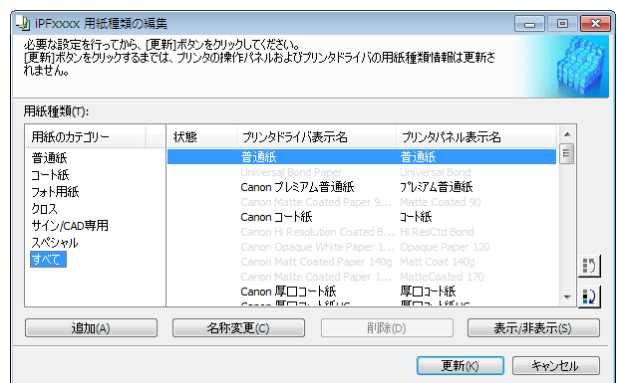 iPFxxxx 用紙種類の編集
必要な設定を行ってから、[更新]ボタンをクリックしてください。
[更新]ボタンをクリックするまでは、プリンタの操作パネルおよびプリンタドライバの用紙種類情報は更新さ
れません。
用紙種類(T):
用紙のカテゴリー 状態 プリンタドライバ表示名 プリンタパネル表示名
普通紙
コート紙
フォト用紙
クロス
サイン/CAD専用
スペシャル
すべて
普通紙 普通紙
Universal Bond Paper Universal Bond
Canon プレミアム普通紙 プレミアム普通紙
Canon Matte Coated Paper 9... Matte Coated 90
Canon コート紙 コート紙
Canon Hi Resolution Coated B... Hi ResCtd Bond
Canon Opaque White Paper 1... Opaque Paper 120
Canon Matt Coated Paper 140g Matt Coat 140g
Canon Matte Coated Paper 1... MatteCoated 170
Canon 厚口コート紙 厚口コート紙
追加(A) 名称変更(C) 削除(D) 表示/非表示(S)
更新(K) キャンセル